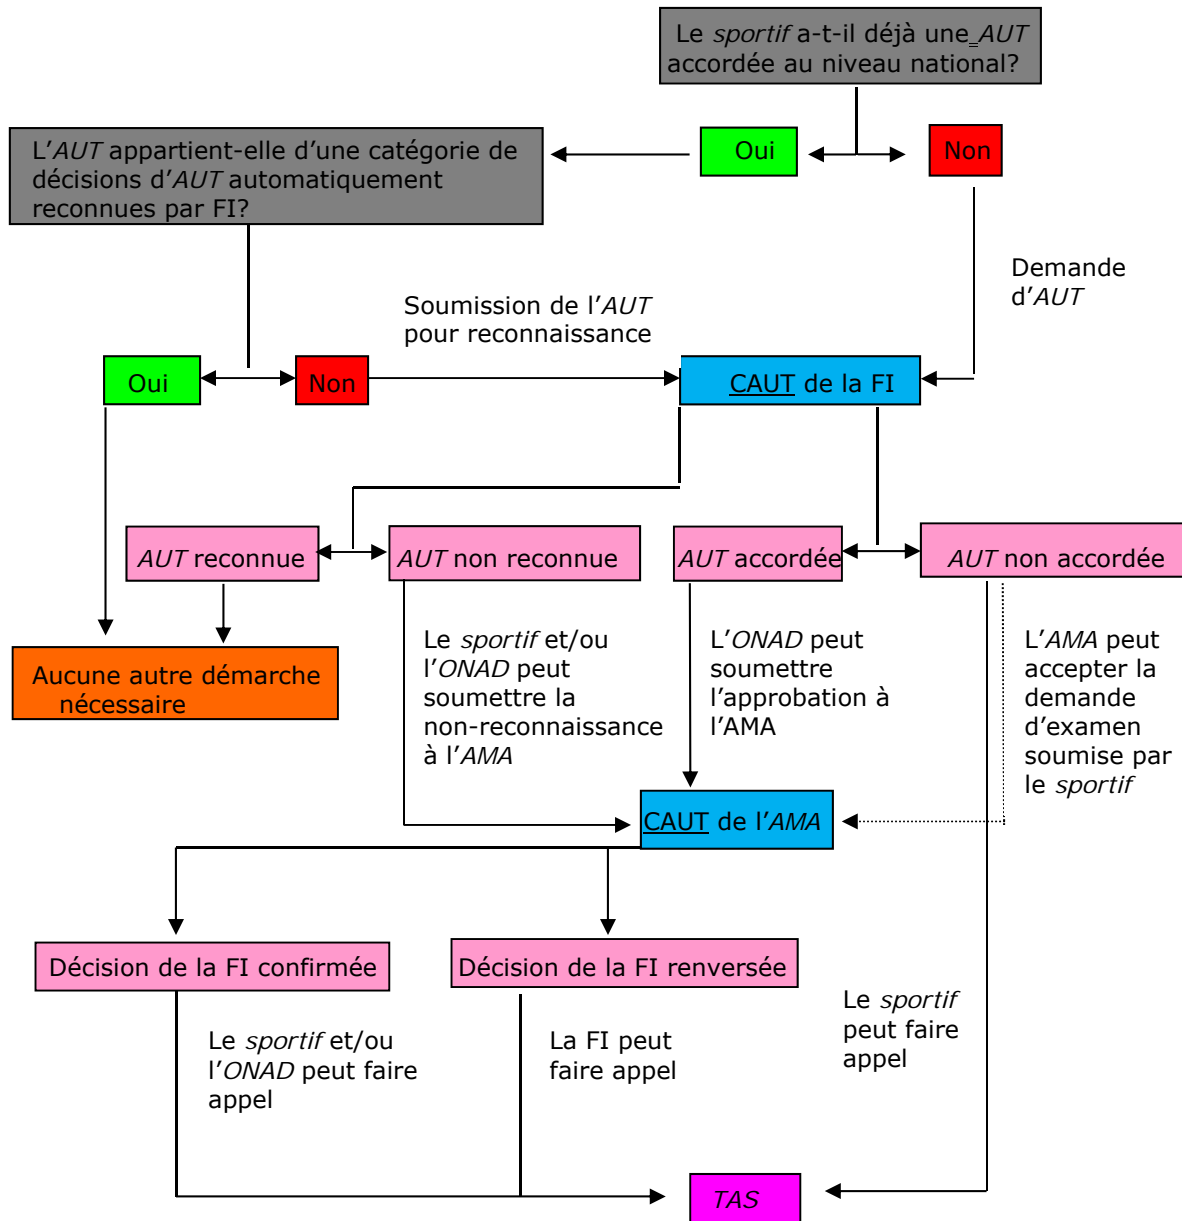 Le sportif a-t-il déjà une AUT
accordée au niveau national?
Oui
Non
L'AUT appartient-elle d'une catégorie de
décisions d'AUT automatiquement
reconnues par FI?
Demande
d'AUT
Soumission de l'AUT
pour reconnaissance
Oui
Non
CAUT de la FI
AUT reconnue
AUT non reconnue
AUT accordée
AUT non accordée
Le sportif et/ou
l'ONAD peut
soumettre la
non-reconnaissance
à l'AMA
L'ONAD peut
soumettre
l'approbation à
l'AMA
L'AMA peut
accepter la
demande
d'examen
soumise par
le sportif
Aucune autre démarche
nécessaire
CAUT de l'AMA
Décision de la FI confirmée
Décision de la FI renversée
Le sportif et/ou
l'ONAD peut faire
appel
La FI peut
faire appel
Le sportif
peut faire
appel
TAS